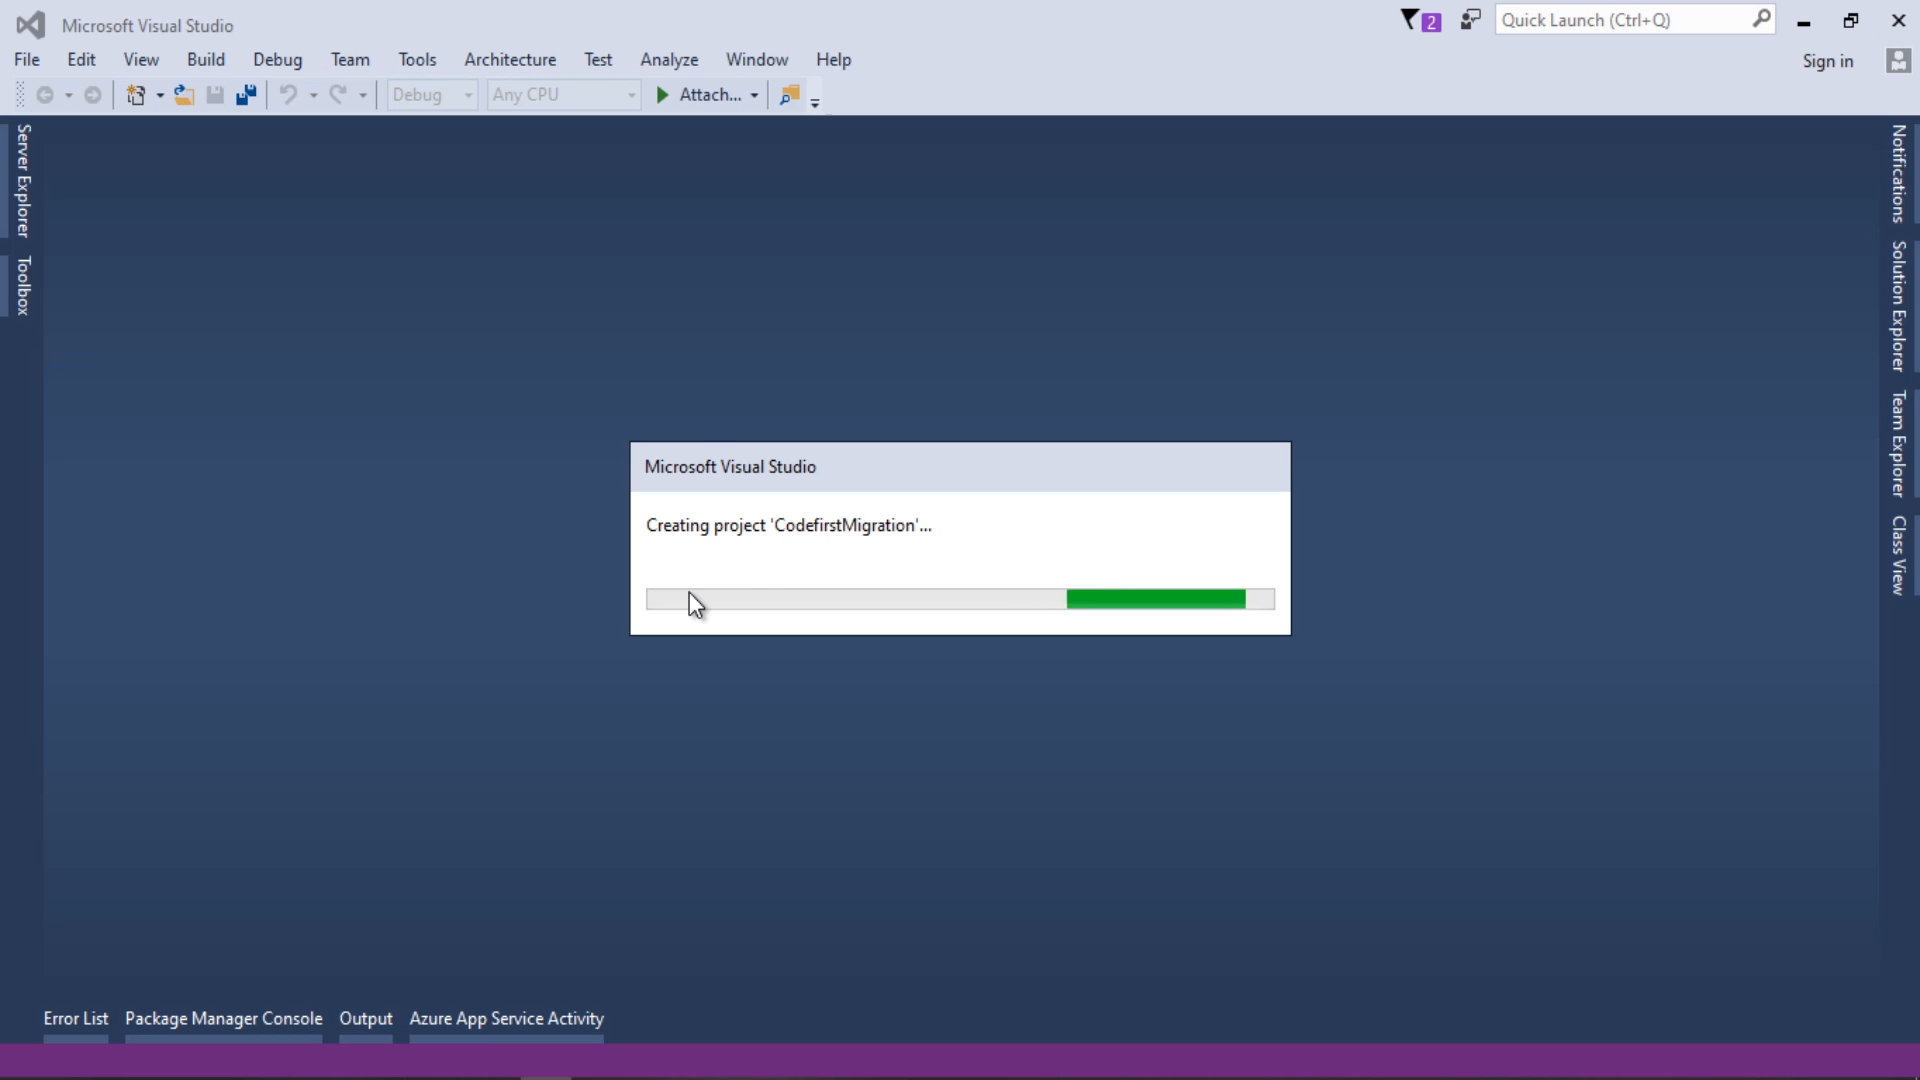 Microsoft Visual Studio
2
Quick Launch (Ctrl+Q)
File Edit View Build Debug Team Tools Architecture Test Analyze Window Help
Sign in
Debug
Any CPU
Attach...
Server Explorer
Toolbox
Notifications
Solution Explorer
Team Explorer
Class View
Microsoft Visual Studio
Creating project 'CodefirstMigration'...
Error List Package Manager Console Output Azure App Service Activity